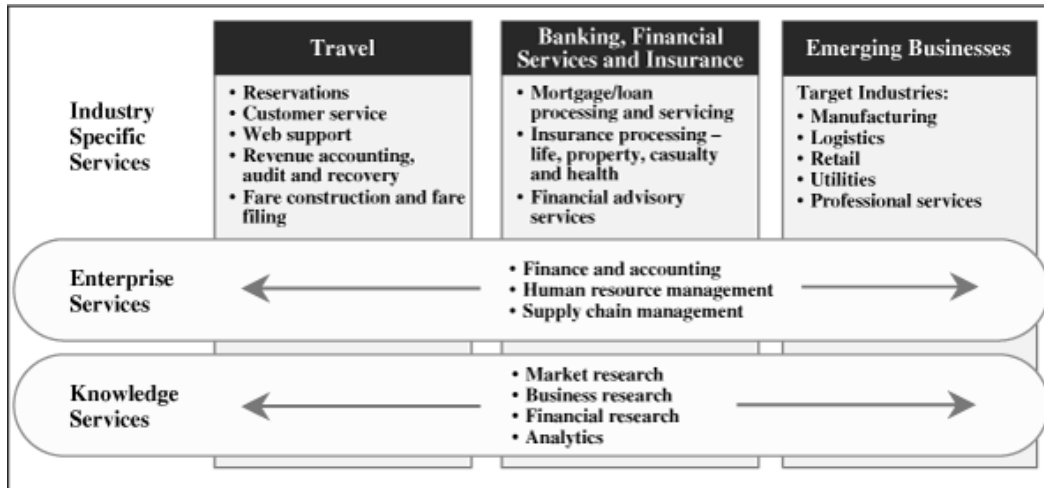 Travel
Banking, Financial
Services and Insurance
Emerging Businesses
Industry
Specific
Services
• Reservations
• Customer service
• Web support
• Revenue accounting,
audit and recovery
• Fare construction and fare
filing
• Mortgage/loan
processing and servicing
• Insurance processing –
life, property, casualty
and health
• Financial advisory
services
Target Industries:
• Manufacturing
• Logistics
• Retail
• Utilities
• Professional services
Enterprise
Services
• Finance and accounting
• Human resource management
• Supply chain management
Knowledge
Services
• Market research
• Business research
• Financial research
• Analytics